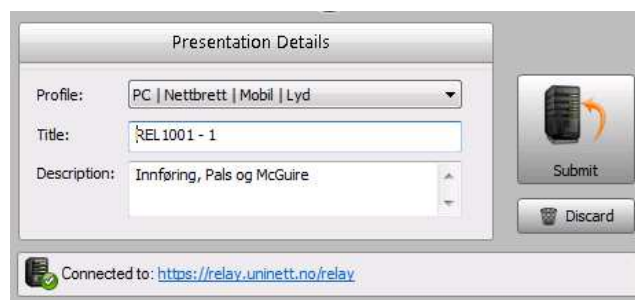 Presentation Details
Profile: PC | Nettbrett | Mobil | Lyd
Title: REL1001 - 1
Description: Innføring, Pals og McGuire
Submit
Discard
Connected to: https://relay.uninett.no/relay